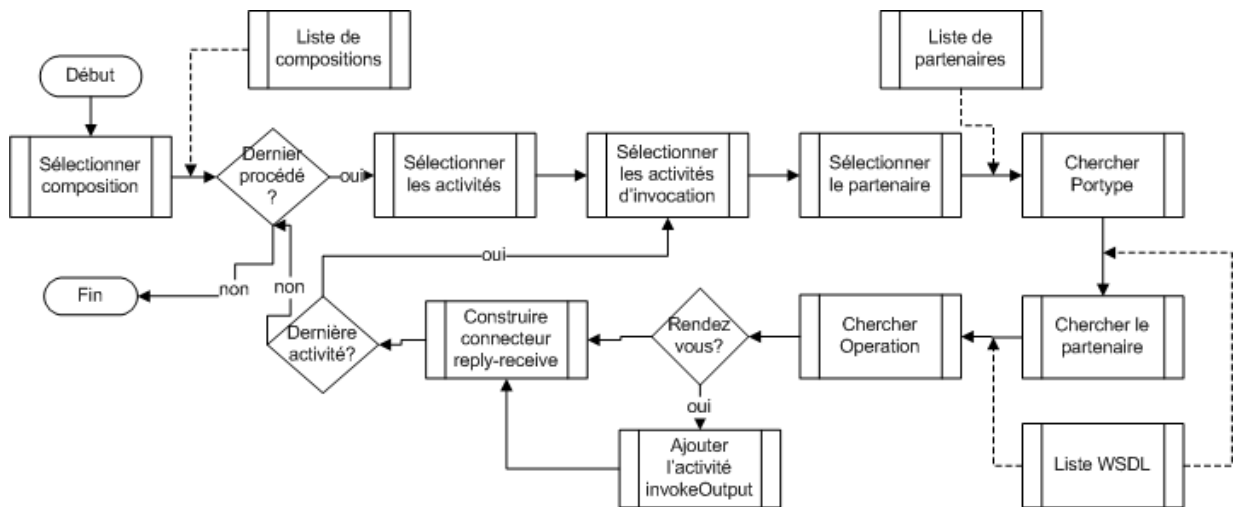 Liste de
compositions
Liste de
partenaires
Début
Sélectionner
composition
Dernier
procédé
?
oui
Sélectionner
les activités
Sélectionner
les activités
d'invocation
Sélectionner
le partenaire
Chercher
Portype
non
Fin
non
oui
Dernière
activité?
Construire
connecteur
reply-receive
Rendez
vous?
Chercher
Operation
Chercher le
partenaire
oui
Ajouter
l'activité
invokeOutput
Liste WSDL